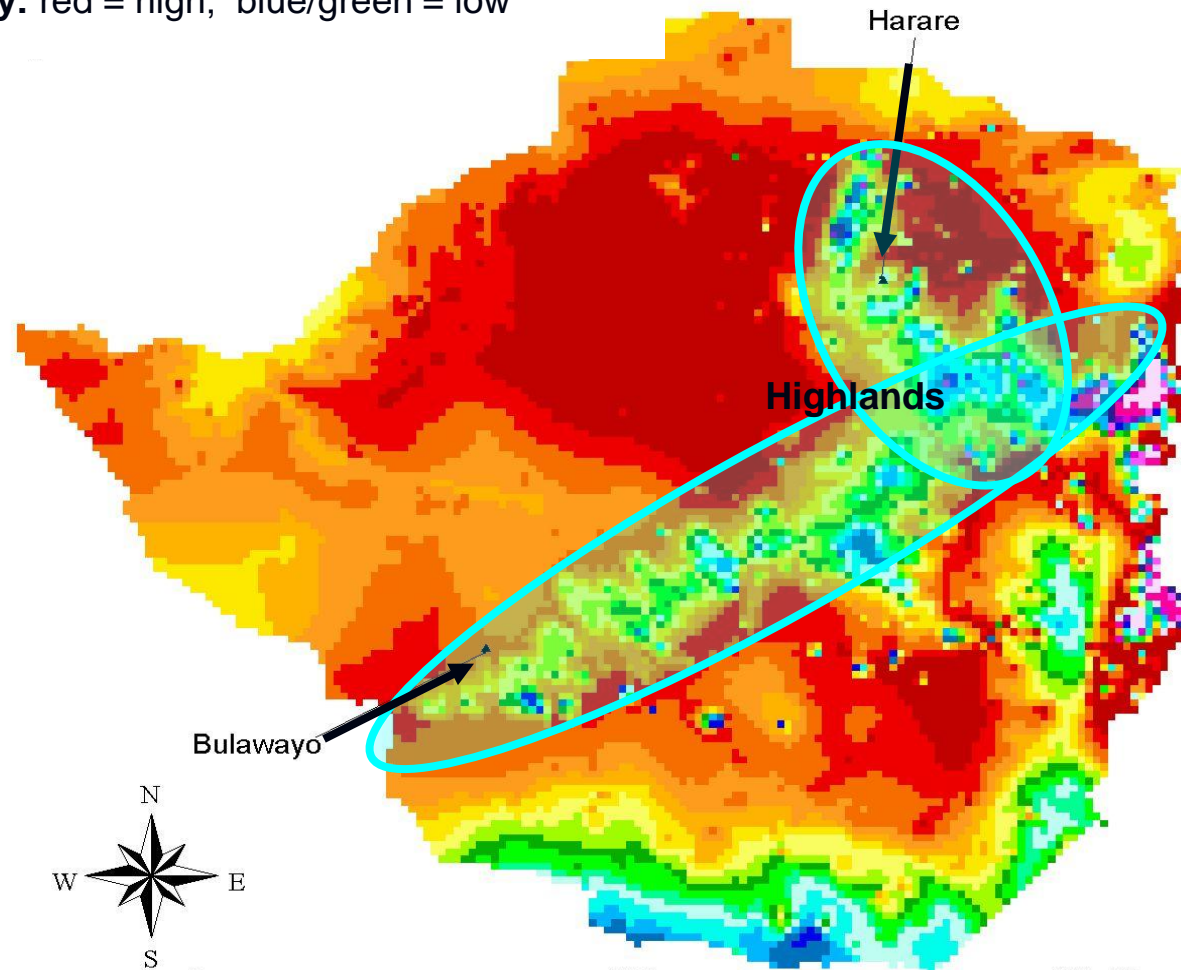 red = high; blue/green = low
Harare
Highlands
Bulawayo
N
W E
S